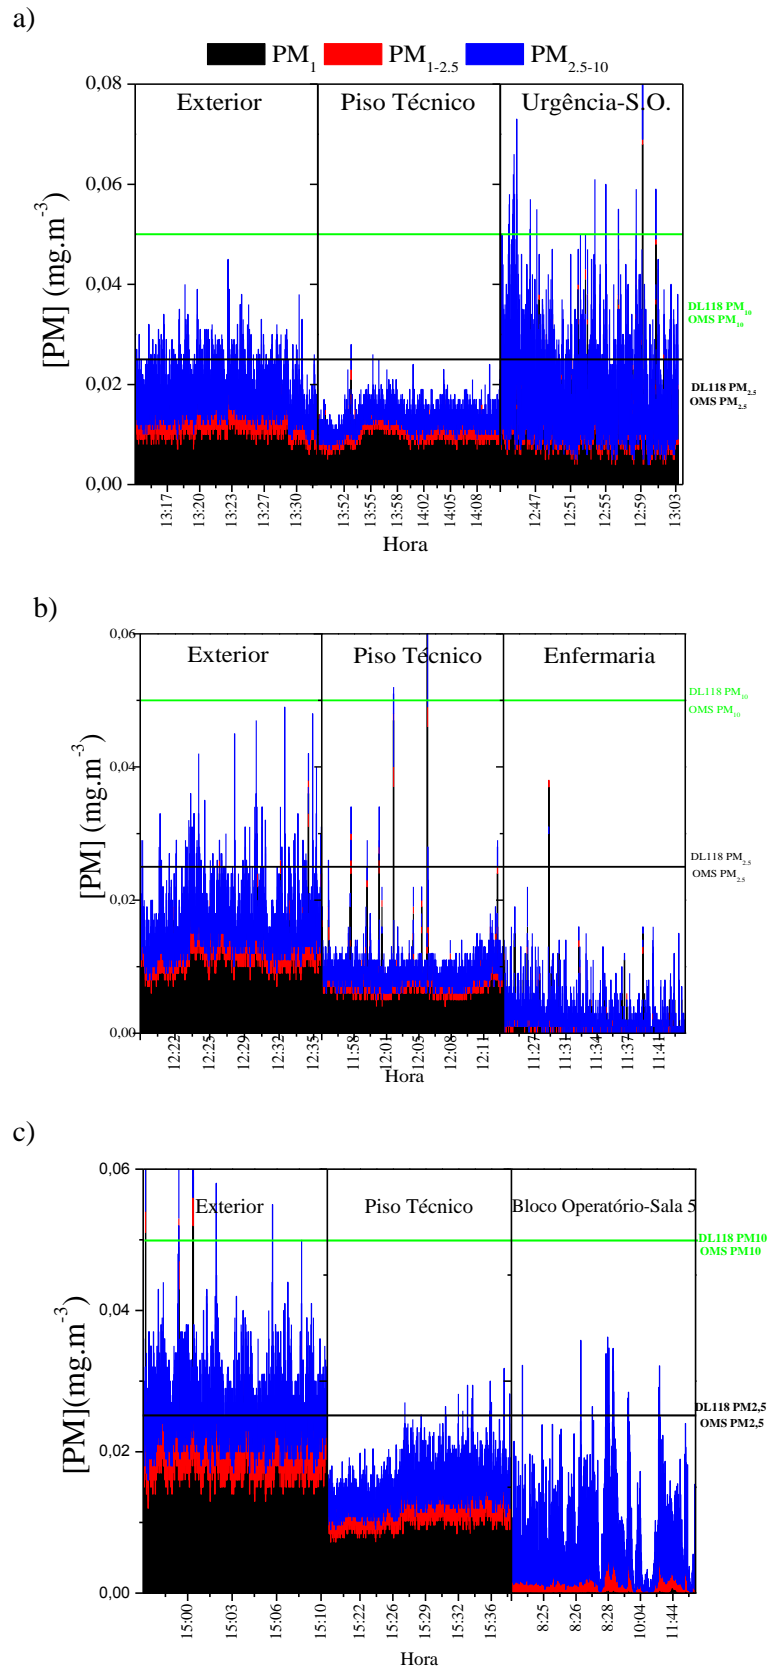 a)
PM1 PM1-2.5 PM2.5-10
Exterior Piso Técnico Urgência-S.O.
[PM] (mg.m-3)
0,08
0,06
0,04
0,02
0,00
DL118 PM10
OMS PM10
DL118 PM2.5
OMS PM2.5
13:17 13:20 13:23 13:27 13:30 13:52 13:55 13:58 14:02 14:05 14:08 12:47 12:51 12:55 12:59 13:03
Hora
b)
Exterior Piso Técnico Enfermaria
[PM] (mg.m-3)
0,06
0,04
0,02
0,00
DL118 PM10
OMS PM10
DL118 PM2.5
OMS PM2.5
12:22 12:25 12:29 12:32 12:35 11:58 12:01 12:05 12:08 12:11 11:27 11:31 11:34 11:37 11:41
Hora
c)
Exterior Piso Técnico Bloco Operatório-Sala 5
[PM](mg.m-3)
0,06
0,04
0,02
0,00
DL118 PM10
OMS PM10
DL118 PM2,5
OMS PM2,5
15:00 15:03 15:06 15:10 15:22 15:26 15:29 15:32 15:36 8:25 8:26 8:28 10:04 11:44
Hora